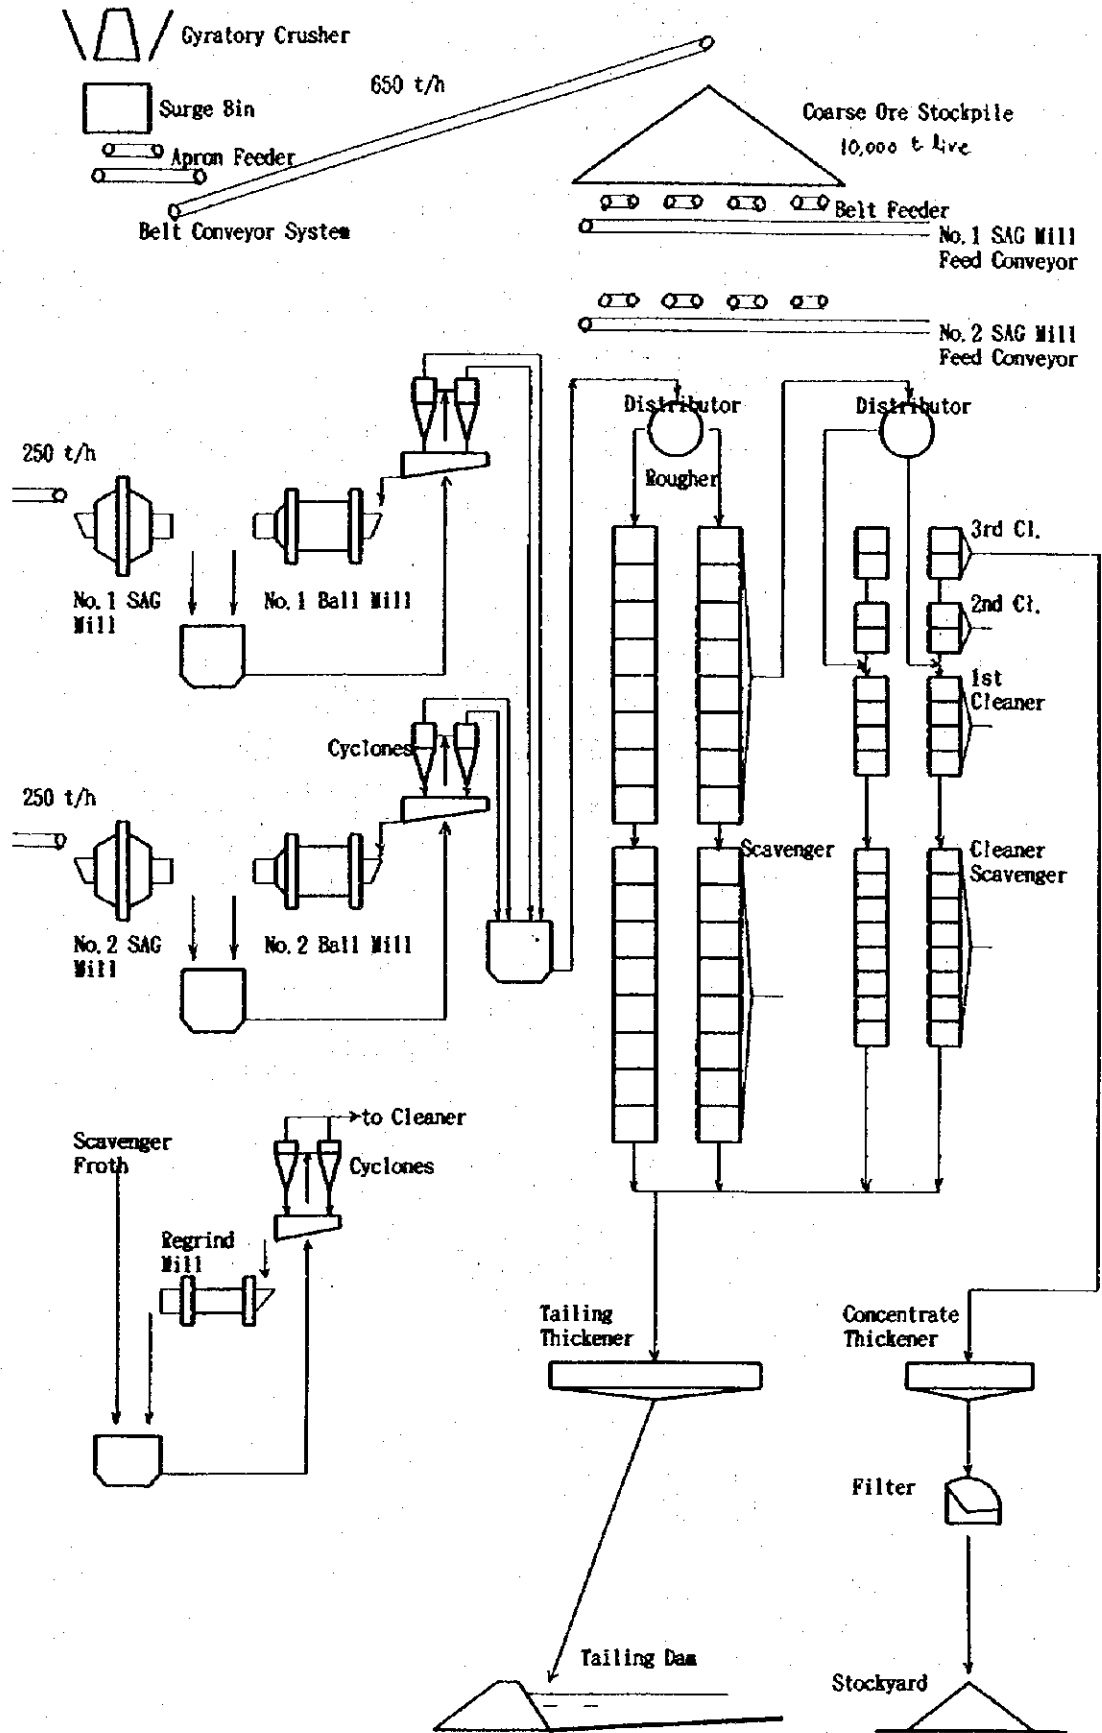 Gyratory Crusher
650 t/h
Surge Bin
Coarse Ore Stockpile
10,000 t live
Apron Feeder
Belt Feeder
Belt Conveyor System
No. 1 SAG Mill
Feed Conveyor
No. 2 SAG Mill
Feed Conveyor
Distributor
Distributor
250 t/h
Rougher
3rd Cl.
No. 1 SAG
Mill
No. 1 Ball Mill
2nd Cl.
1st
Cleaner
Cyclones
250 t/h
Scavenger
Cleaner
Scavenger
No. 2 SAG
Mill
No. 2 Ball Mill
to Cleaner
Scavenger
Froth
Cyclones
Regrind
Mill
Tailing
Thickener
Concentrate
Thickener
Filter
Tailing Dam
Stockyard